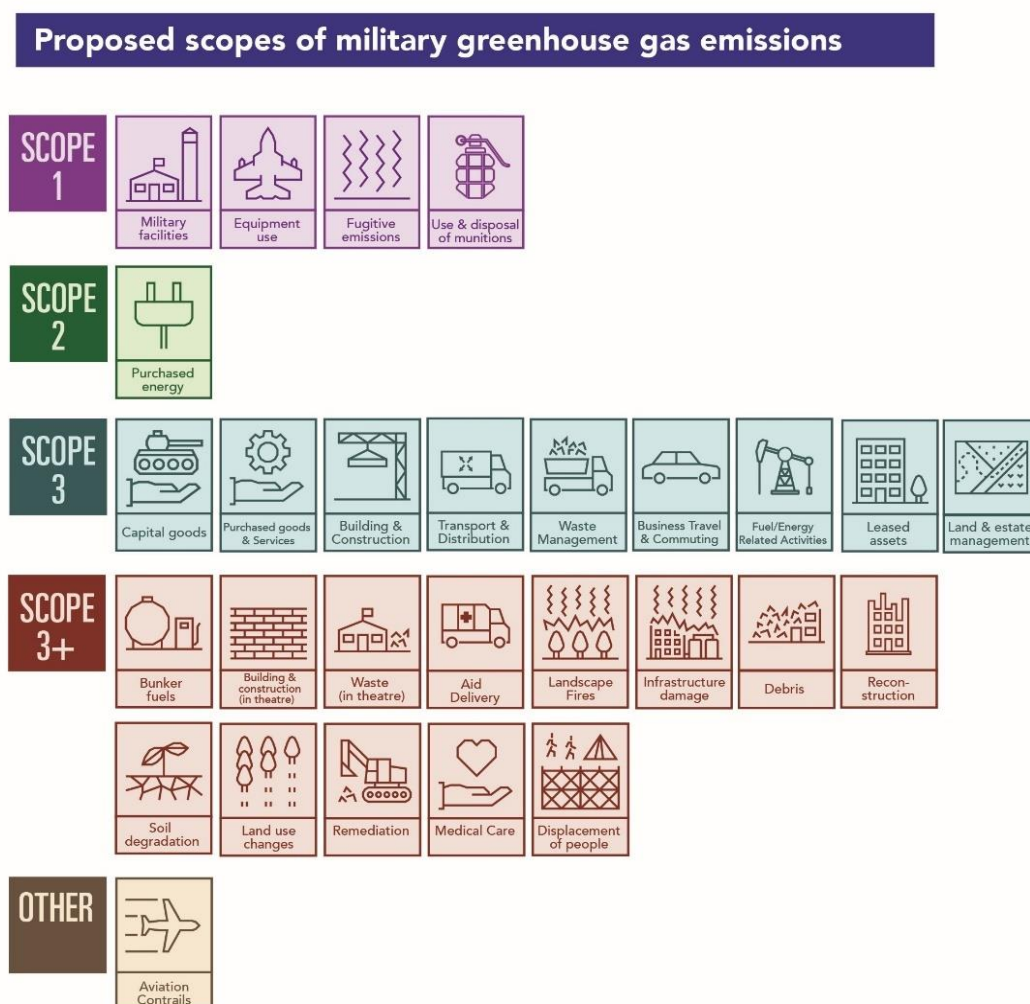 Proposed scopes of military greenhouse gas emissions
SCOPE
1
Military
facilities
Equipment
use
Fugitive
emissions
Use & disposal
of munitions
SCOPE
2
Purchased
energy
SCOPE
3
Capital goods
Purchased goods
& Services
Building &
Construction
Transport &
Distribution
Waste
Management
Business Travel
& Commuting
Fuel/Energy
Related Activities
Leased
assets
Land & estate
management
SCOPE
3+
Bunker
fuels
Building &
construction
(in theatre)
Waste
(in theatre)
Aid
Delivery
Landscape
Fires
Infrastructure
damage
Debris
Recon-
struction
Soil
degradation
Land use
changes
Remediation
Medical Care
Displacement
of people
OTHER
Aviation
Contrails